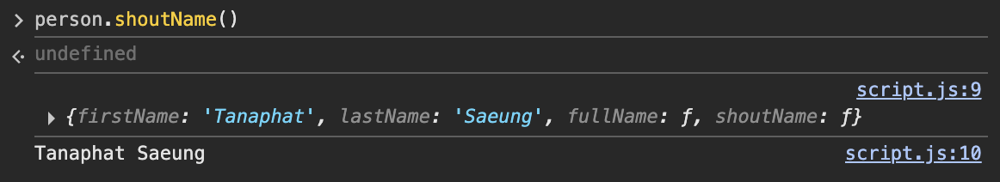 > person.shoutName()
<· undefined
script.js:9
▶ {firstName: 'Tanaphat', lastName: 'Saeung', fullName: ƒ, shoutName: ƒ}
Tanaphat Saeung script.js:10